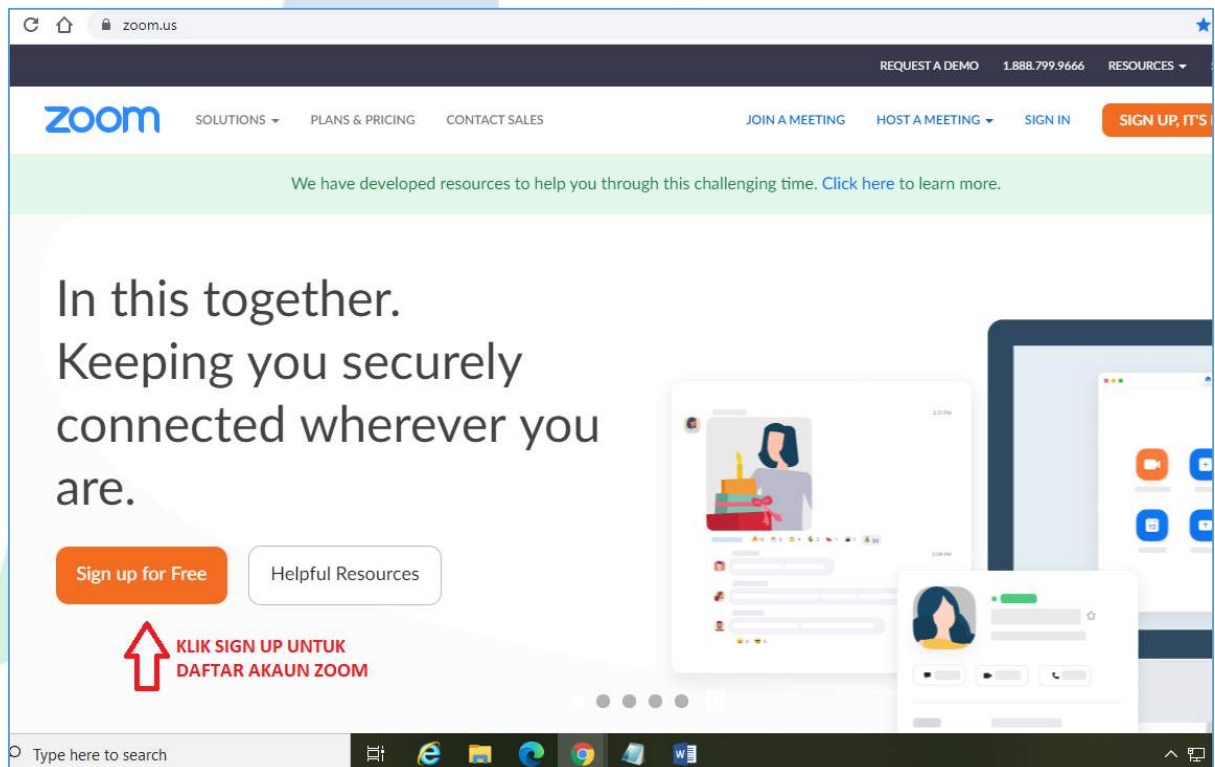 zoom.us
REQUEST A DEMO 1.888.799.9666 RESOURCES
zoom SOLUTIONS PLANS & PRICING CONTACT SALES JOIN A MEETING HOST A MEETING SIGN IN SIGN UP, IT'S
We have developed resources to help you through this challenging time. Click here to learn more.
In this together.
Keeping you securely
connected wherever you
are.
Sign up for Free Helpful Resources
KLIK SIGN UP UNTUK
DAFTAR AKAUN ZOOM
Type here to search